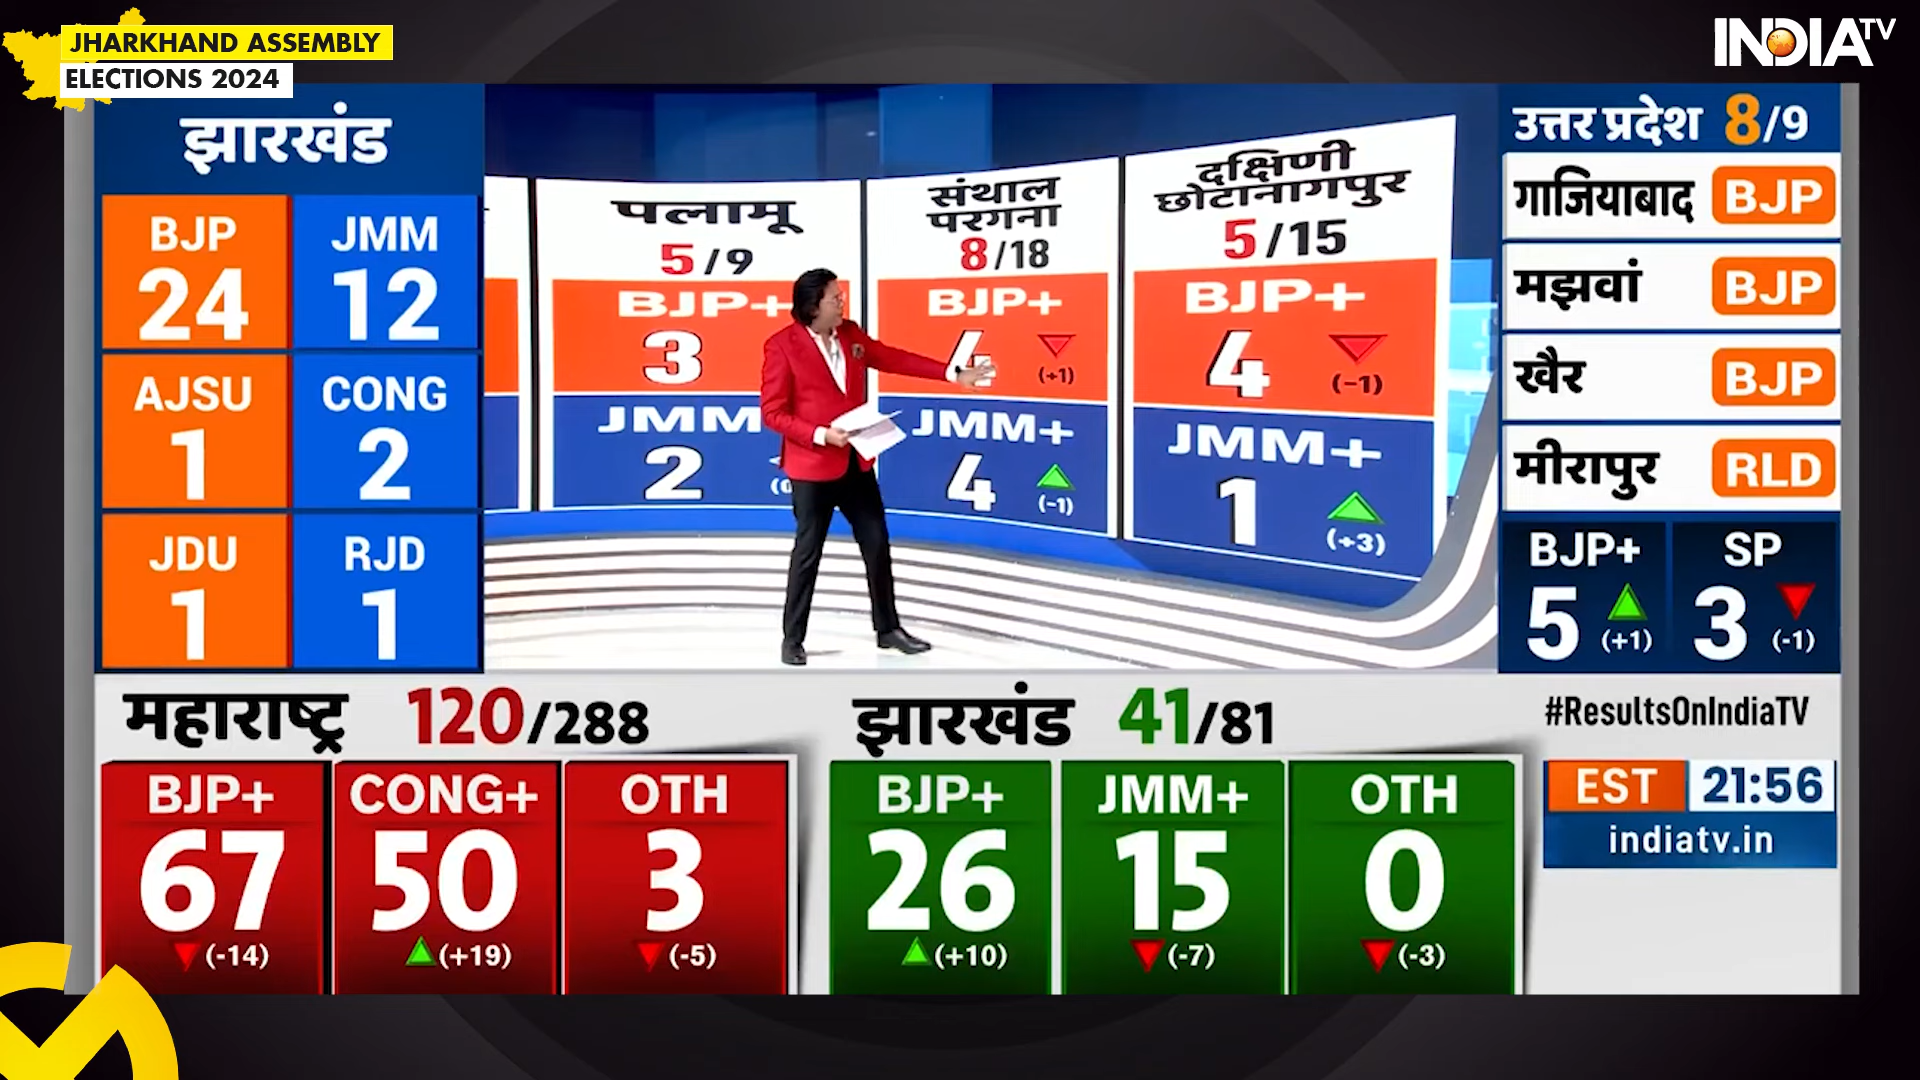 JHARKHAND ASSEMBLY
ELECTIONS 2024
INDIA TV
झारखंड
BJP
24
JMM
12
AJSU
1
CONG
2
JDU
1
RJD
1
पलामू
5/9
BJP+
3
JMM
2
संथाल
परगना
8/18
BJP+
4
(+1)
JMM+
4
(-1)
दक्षिणी
छोटानागपुर
5/15
BJP+
4
(-1)
JMM+
1
(+3)
उत्तर प्रदेश 8/9
गाजियाबाद BJP
मझवां BJP
खैर BJP
मीरापुर RLD
BJP+
5
(+1)
SP
3
(-1)
महाराष्ट्र 120/288
BJP+
67
(-14)
CONG+
50
(+19)
OTH
3
(-5)
झारखंड 41/81
BJP+
26
(+10)
JMM+
15
(-7)
OTH
0
(-3)
#ResultsOnIndiaTV
EST 21:56
indiatv.in